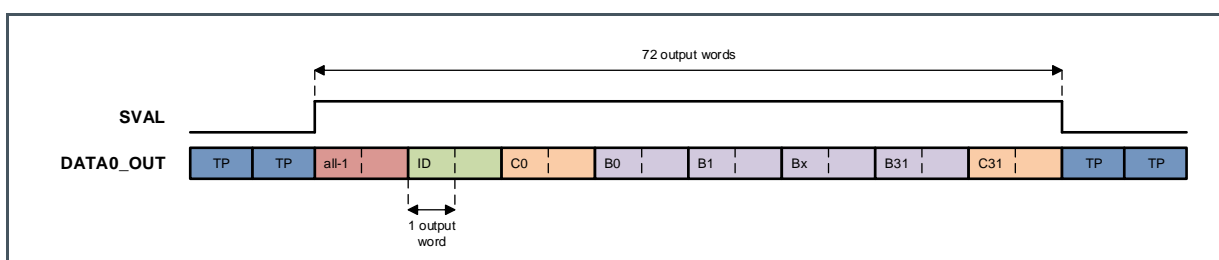 72 output words
SVAL
DATA0_OUT TP TP all-1 ID C0 B0 B1 Bx B31 C31 TP TP
1 output
word